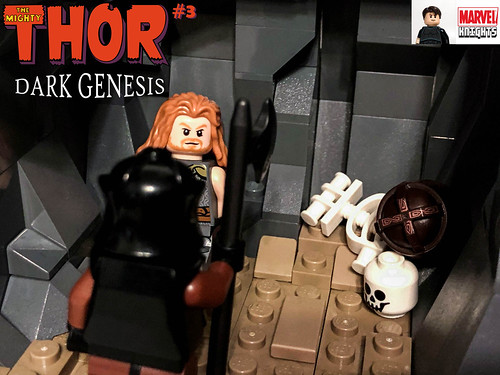 THE
MIGHTY
THOR
#3
DARK GENESIS
MARVEL
KNIGHTS